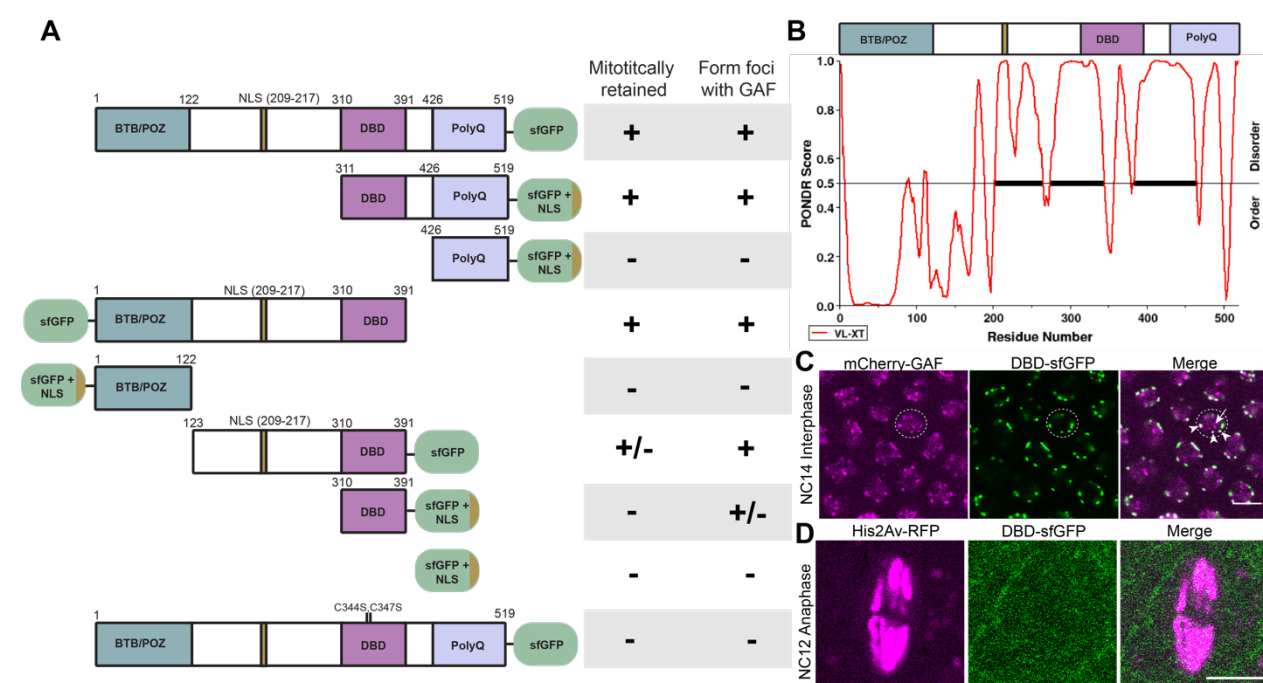 A
Mitotitcally
retained
Form foci
with GAF
1
122
NLS (209-217)
310
391
426
519
BTB/POZ
DBD
PolyQ
sfGFP
+
+
311
426
519
DBD
PolyQ
sfGFP +
NLS
+
+
426
519
PolyQ
sfGFP +
NLS
-
-
1
NLS (209-217)
310
391
sfGFP
BTB/POZ
DBD
+
+
1
122
sfGFP +
NLS
BTB/POZ
-
-
123
NLS (209-217)
310
391
DBD
sfGFP
+/-
+
310
391
DBD
sfGFP +
NLS
-
+/-
sfGFP +
NLS
-
-
1
C344S,C347S
519
BTB/POZ
DBD
PolyQ
sfGFP
-
-
B
BTB/POZ
DBD
PolyQ
1.0
0.8
0.6
0.5
0.4
0.2
0.0
PONDR Score
Disorder
Order
0
100
200
300
400
500
Residue Number
VL-XT
C
mCherry-GAF
DBD-sfGFP
Merge
NC14 Interphase
D
His2Av-RFP
DBD-sfGFP
Merge
NC12 Anaphase